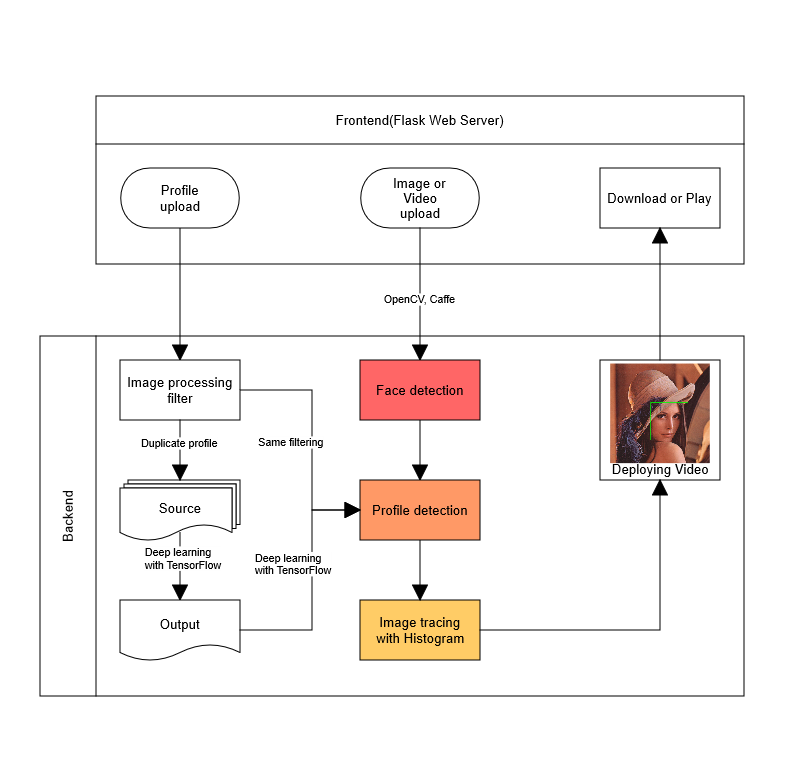 Frontend(Flask Web Server)
Profile
upload
Image or
Video
upload
Download or Play
OpenCV, Caffe
Backend
Image processing
filter
Face detection
Deploying Video
Duplicate profile
Same filtering
Source
Profile detection
Deep learning
with TensorFlow
Deep learning
with TensorFlow
Output
Image tracing
with Histogram